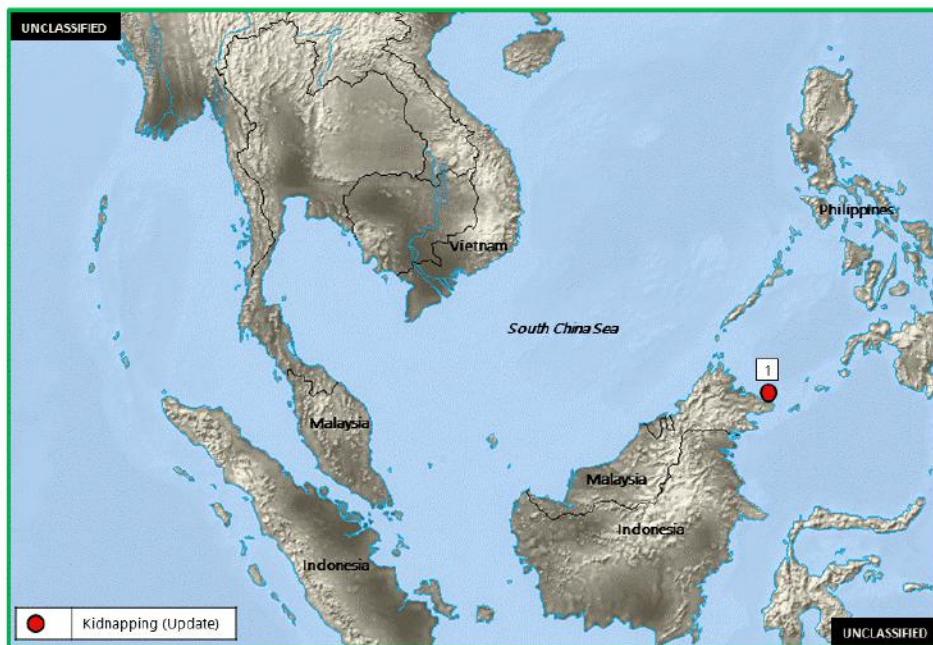 UNCLASSIFIED
Philippines
Vietnam
South China Sea
1
Malaysia
Malaysia
Indonesia
Indonesia
Kidnapping (Update)
UNCLASSIFIED